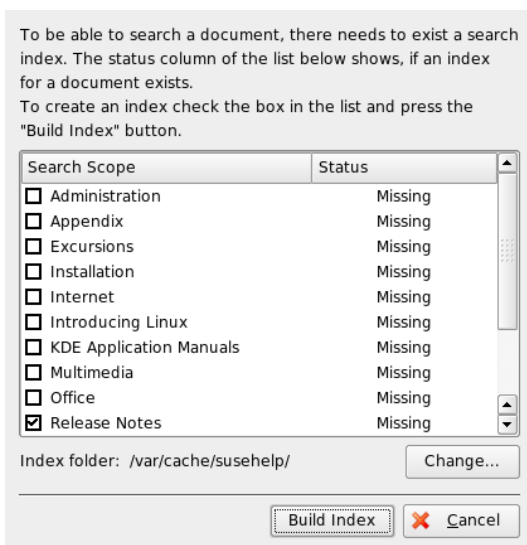 To be able to search a document, there needs to exist a search
index. The status column of the list below shows, if an index
for a document exists.
To create an index check the box in the list and press the
"Build Index" button.
Search Scope Status
Administration Missing
Appendix Missing
Excursions Missing
Installation Missing
Internet Missing
Introducing Linux Missing
KDE Application Manuals Missing
Multimedia Missing
Office Missing
Release Notes Missing
Index folder: /var/cache/susehelp/ Change...
Build Index Cancel